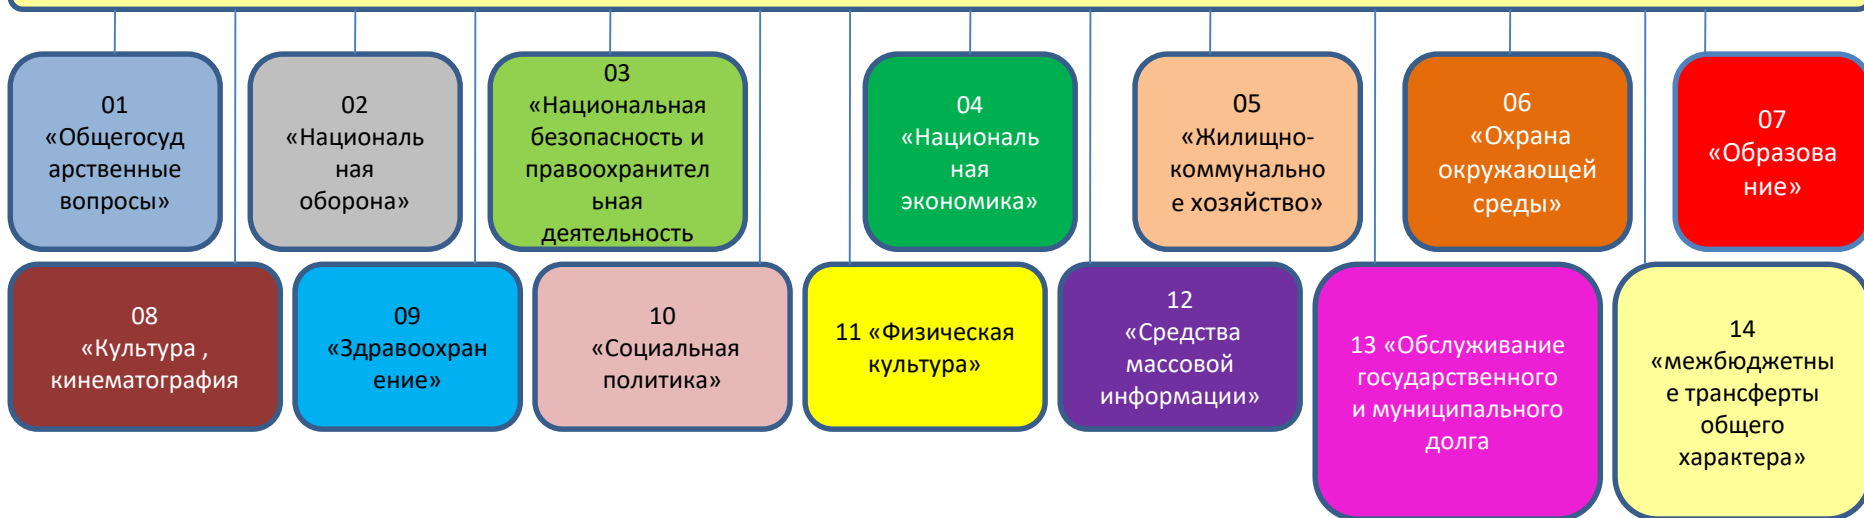 01
«Общегосуд
арственные
вопросы»
02
«Националь
ная
оборона»
03
«Национальная
безопасность и
правоохранител
ьная
деятельность
04
«Националь
ная
экономика»
05
«Жилищно-
коммунально
е хозяйство»
06
«Охрана
окружающей
среды»
07
«Образова
ние»
08
«Культура ,
кинематография
09
«Здравоохран
ение»
10
«Социальная
политика»
11 «Физическая
культура»
12
«Средства
массовой
информации»
13 «Обслуживание
государственного
и муниципального
долга
14
«межбюджетны
е трансферты
общего
характера»